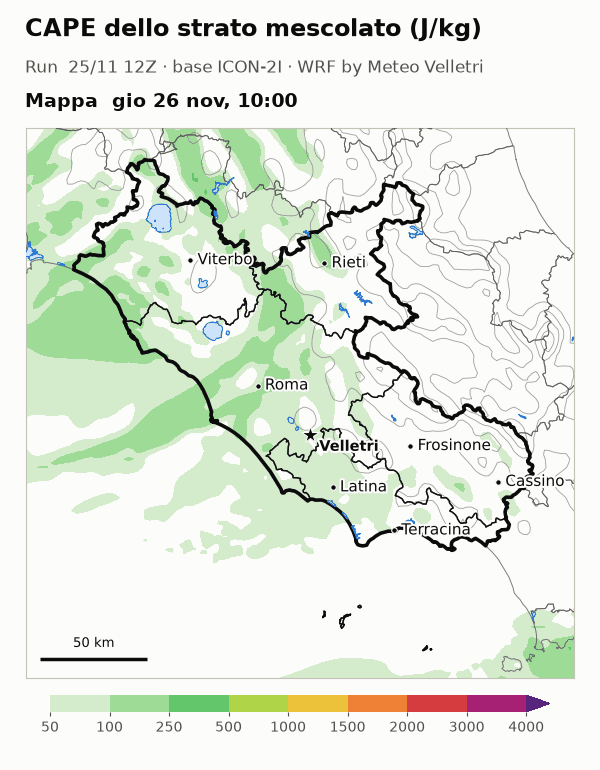 CAPE dello strato mescolato (J/kg)
Run  25/11 12Z · base ICON-2I · WRF by Meteo Velletri
Mappa  gio 26 nov, 10:00
Viterbo
Rieti
Roma
Velletri
Frosinone
Latina
Cassino
Terracina
50 km
50 100 250 500 1000 1500 2000 3000 4000